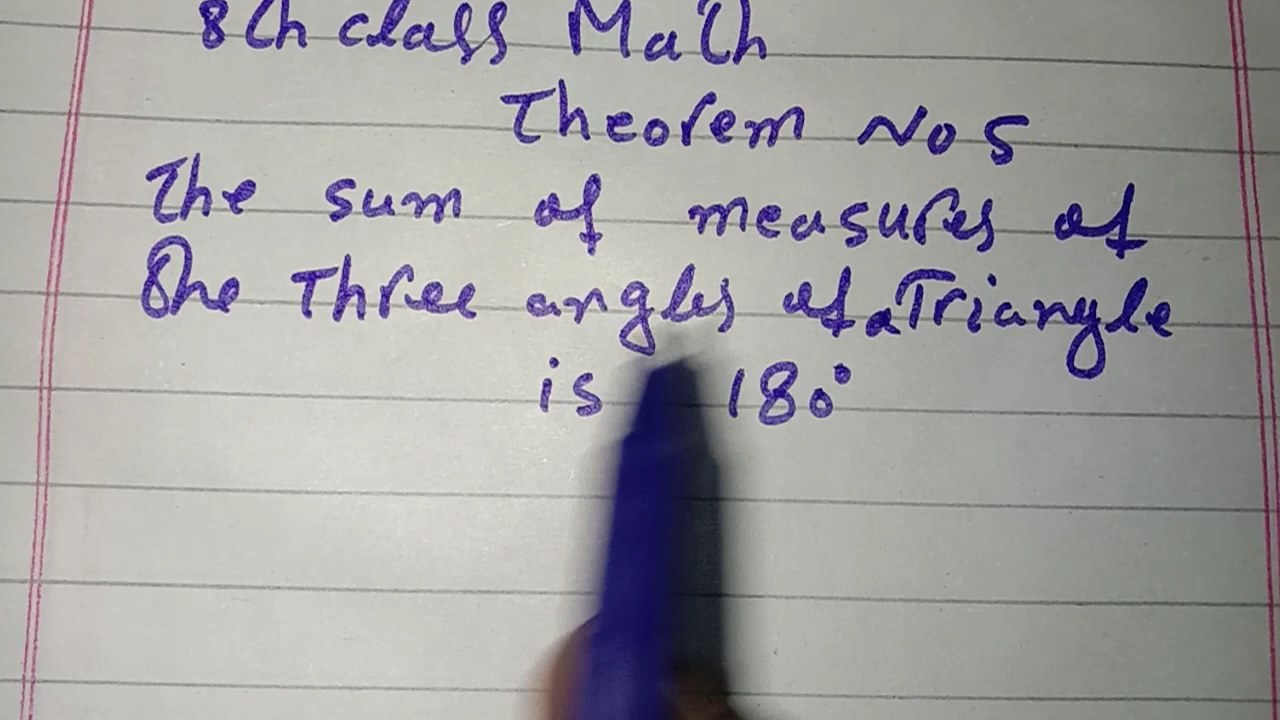 8th class Math
Theorem No 5
The sum of measures of
the Three angles of a Triangle
is 180°